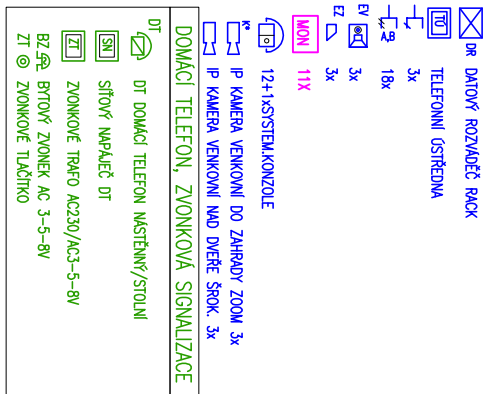 DR DATOVÝ ROZVÁDĚČ RACK
TÚ TELEFONNÍ ÚSTŘEDNA
3x
A,B 18x
EV 3x
EZ 3x
MON 11X
12+1xSYSTEM.KONZOLE
K* IP KAMERA VENKOVNÍ DO ZAHRADY ZOOM 3x
IP KAMERA VENKOVNÍ NAD DVEŘE ŠROK. 3x
DOMÁCÍ TELEFON, ZVONKOVÁ SIGNALIZACE
DT DT DOMÁCÍ TELEFON NÁSTĚNNÝ/STOLNÍ
SN SÍŤOVÝ NAPÁJEČ DT
ZT ZVONKOVÉ TRAFO AC230/AC3-5-8V
BZ BYTOVÝ ZVONEK AC 3-5-8V
ZT ZVONKOVÉ TLAČÍTKO